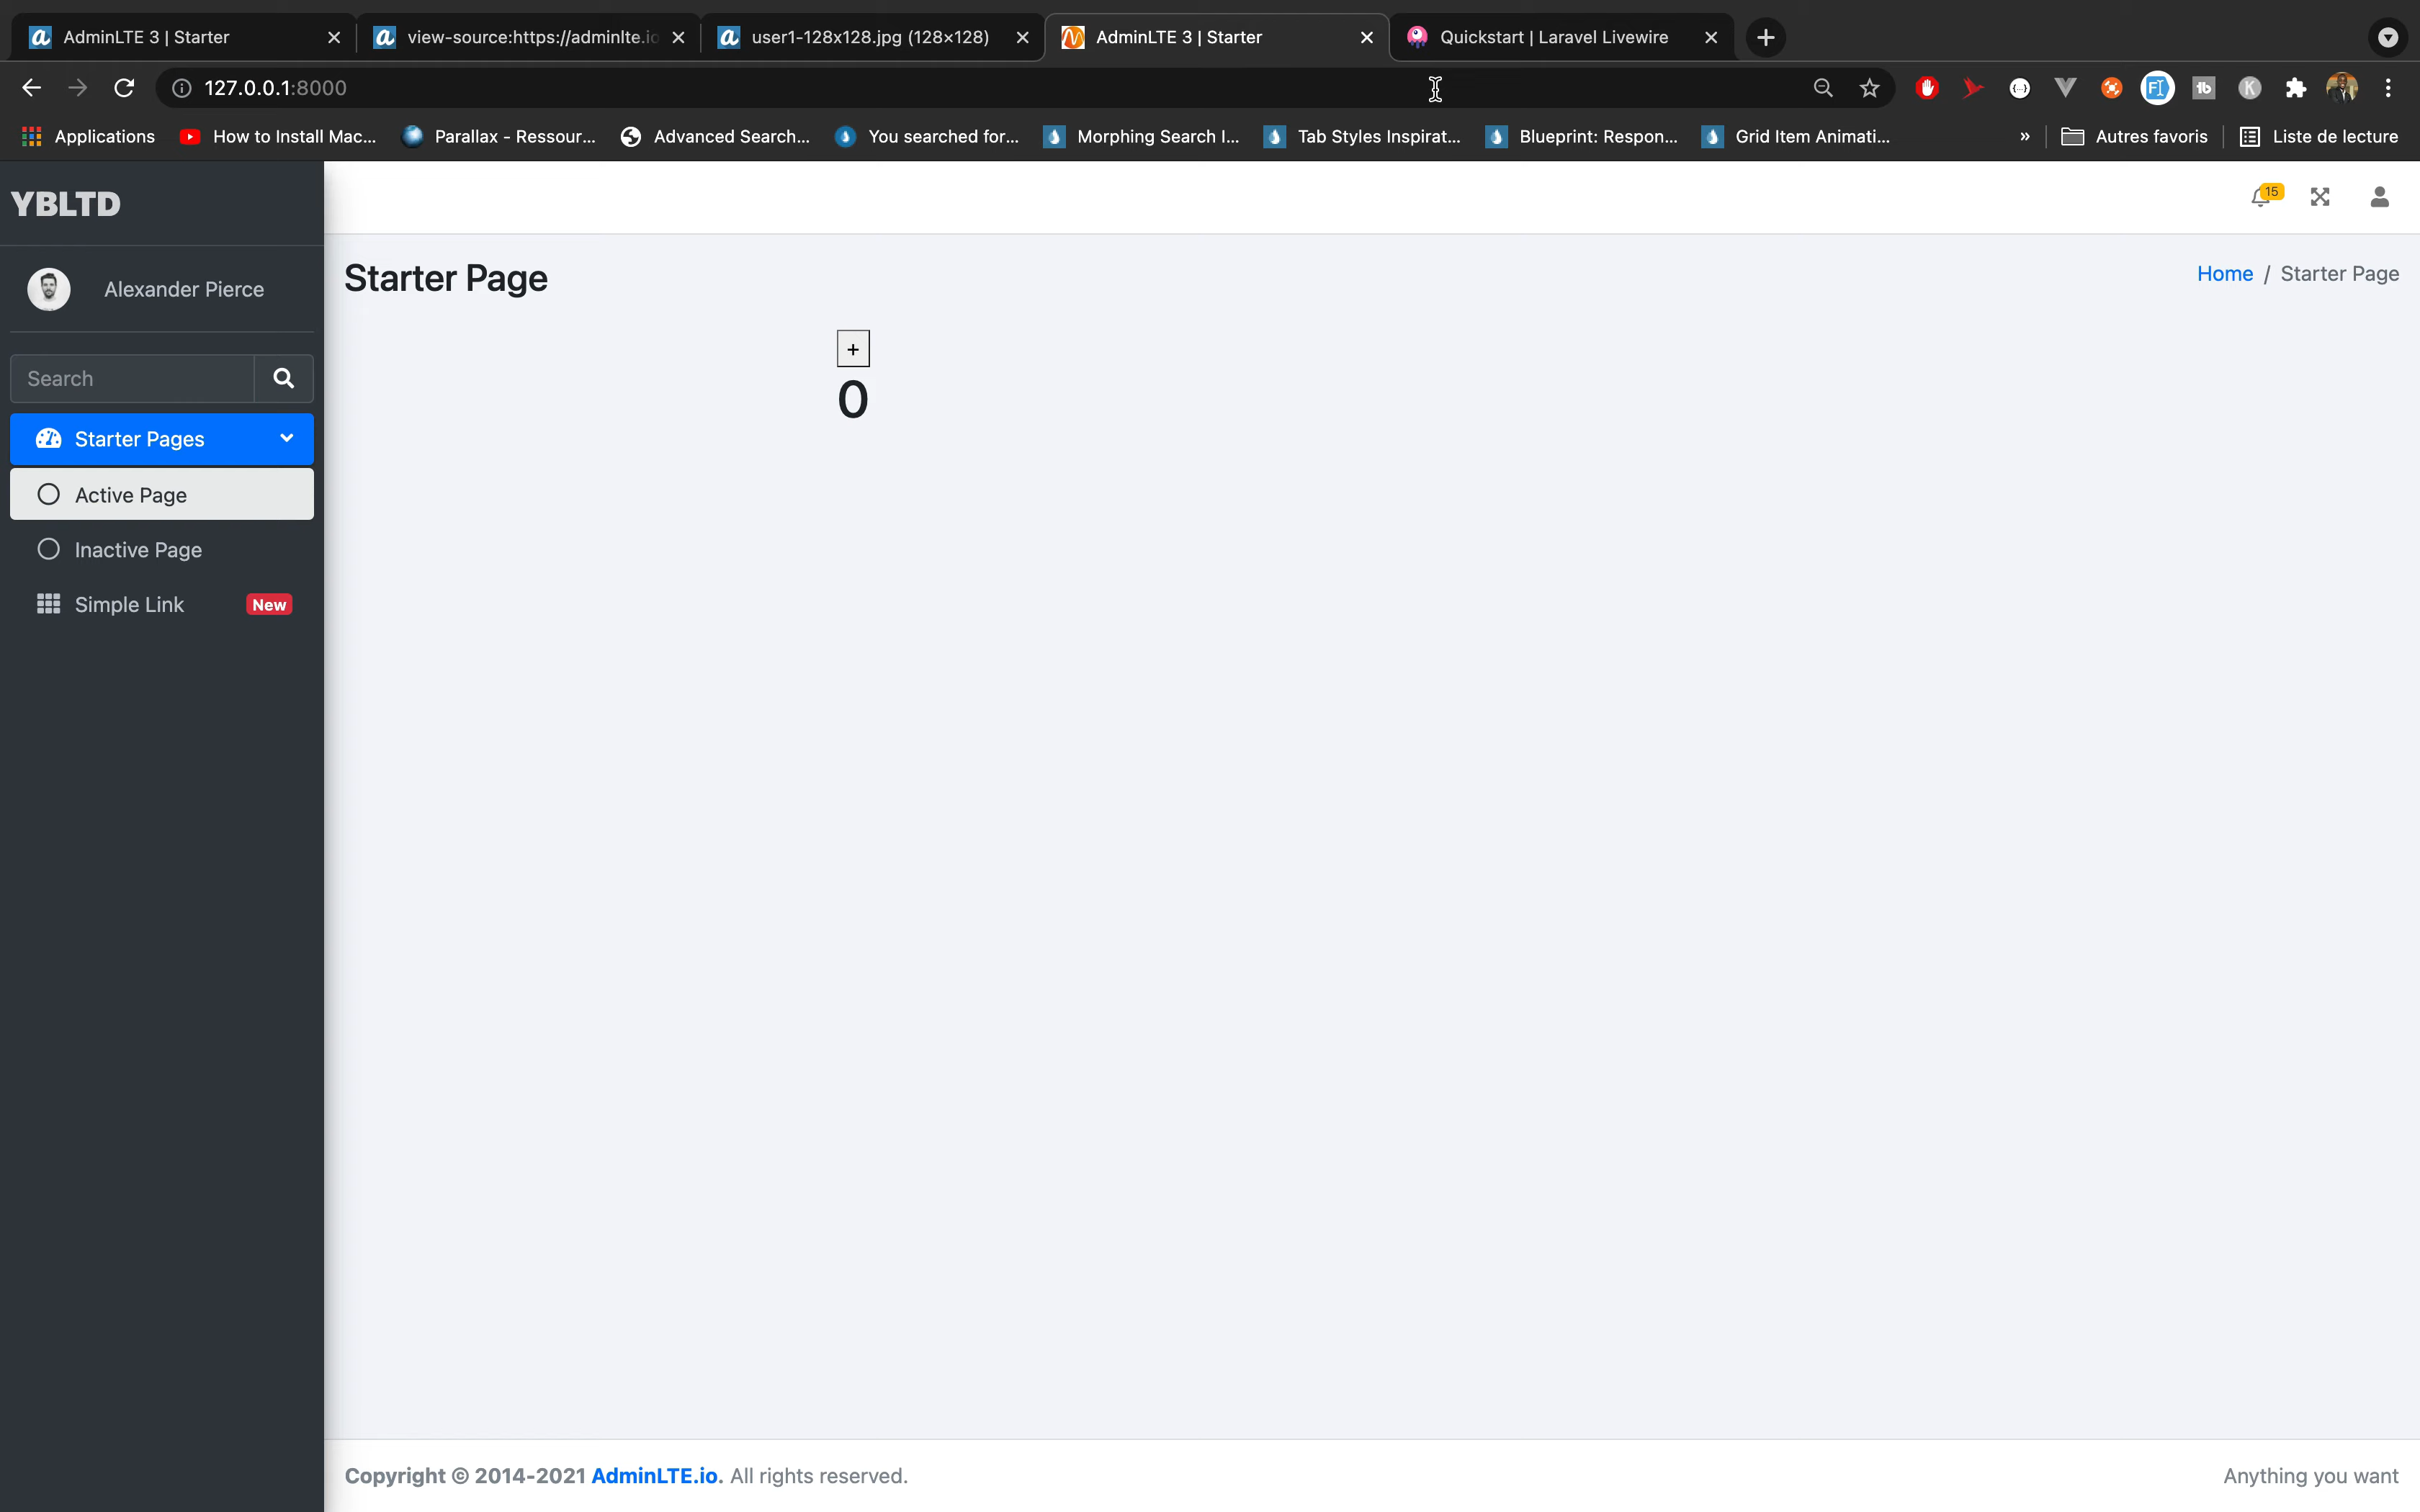 AdminLTE 3 | Starter
view-source:https://adminlte.io
user1-128x128.jpg (128×128)
AdminLTE 3 | Starter
Quickstart | Laravel Livewire
127.0.0.1:8000
Applications
How to Install Mac...
Parallax - Ressour...
Advanced Search...
You searched for...
Morphing Search I...
Tab Styles Inspirat...
Blueprint: Respon...
Grid Item Animati...
»
Autres favoris
Liste de lecture
YBLTD
15
Alexander Pierce
Starter Page
Home / Starter Page
+
0
Search
Starter Pages
Active Page
Inactive Page
Simple Link
New
Copyright © 2014-2021 AdminLTE.io. All rights reserved.
Anything you want